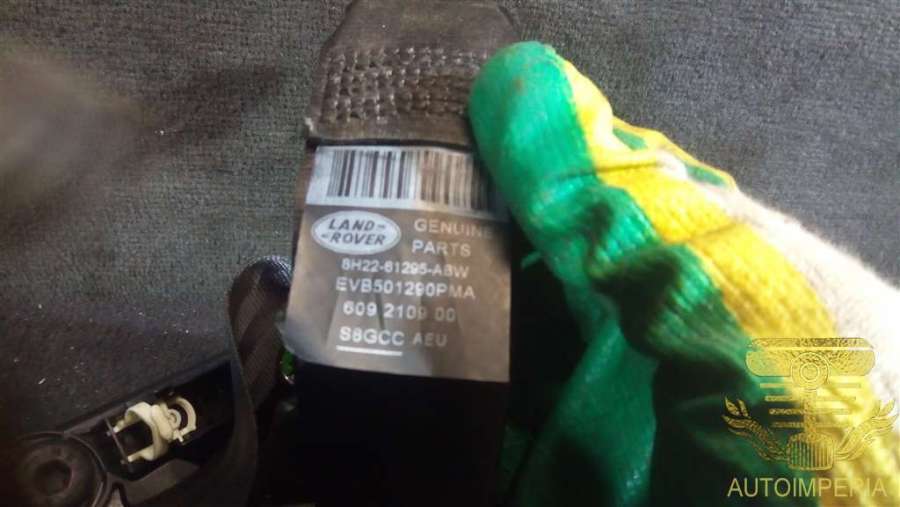 LAND-
-ROVER
GENUINE
PARTS
8H22-61295-ABW
EVB501290PMA
609 2109 00
S8GCC AEU
AUTOIMPERIA